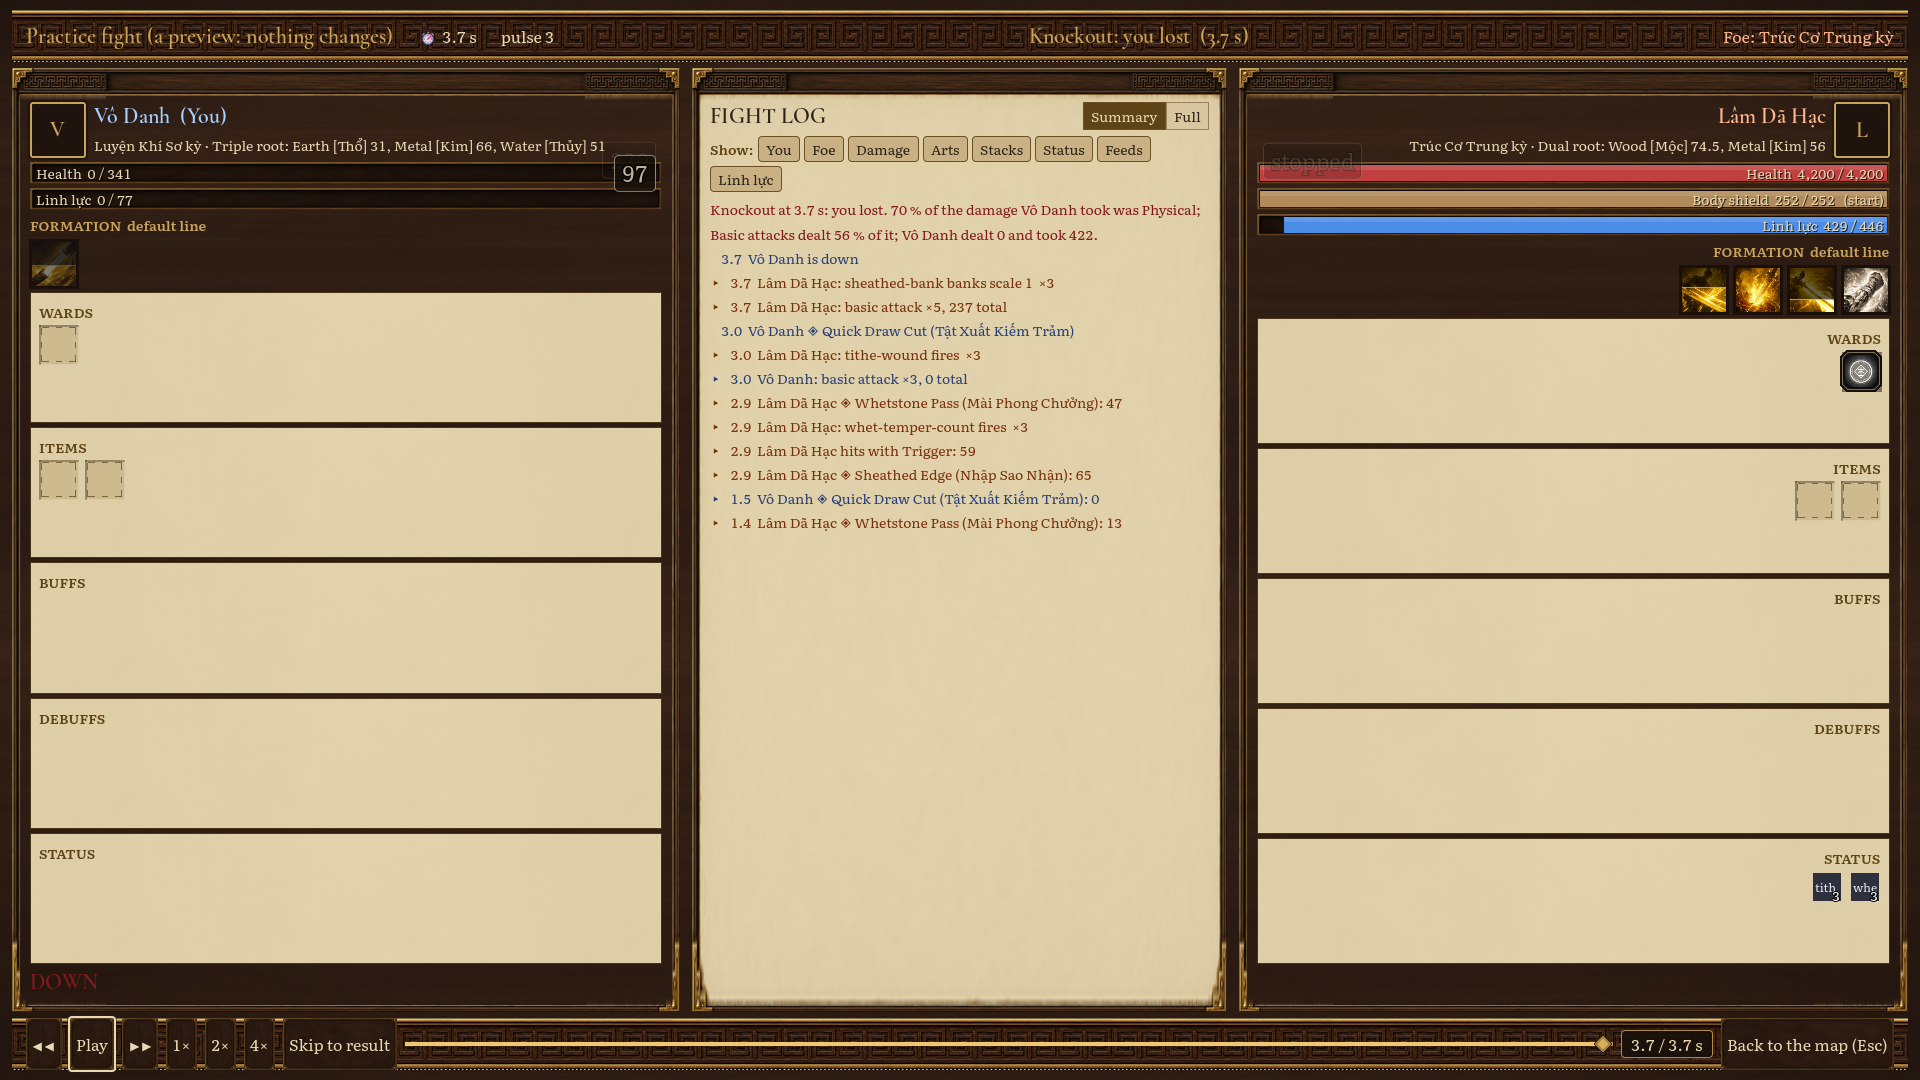 Practice fight (a preview: nothing changes) 3.7 s pulse 3 Knockout: you lost (3.7 s) Foe: Trúc Cơ Trung kỳ
V
Vô Danh (You)
Luyện Khí Sơ kỳ · Triple root: Earth [Thổ] 31, Metal [Kim] 66, Water [Thủy] 51
Health 0 / 341
97
Linh lực 0 / 77
FORMATION default line
WARDS
ITEMS
BUFFS
DEBUFFS
STATUS
DOWN
FIGHT LOG
Summary Full
Show: You Foe Damage Arts Stacks Status Feeds
Linh lực
Knockout at 3.7 s: you lost. 70 % of the damage Vô Danh took was Physical;
Basic attacks dealt 56 % of it; Vô Danh dealt 0 and took 422.
3.7 Vô Danh is down
‣ 3.7 Lâm Dã Hạc: sheathed-bank banks scale 1 ×3
‣ 3.7 Lâm Dã Hạc: basic attack ×5, 237 total
3.0 Vô Danh ◈ Quick Draw Cut (Tật Xuất Kiếm Trảm)
‣ 3.0 Lâm Dã Hạc: tithe-wound fires ×3
‣ 3.0 Vô Danh: basic attack ×3, 0 total
‣ 2.9 Lâm Dã Hạc ◈ Whetstone Pass (Mài Phong Chưởng): 47
‣ 2.9 Lâm Dã Hạc: whet-temper-count fires ×3
‣ 2.9 Lâm Dã Hạc hits with Trigger: 59
‣ 2.9 Lâm Dã Hạc ◈ Sheathed Edge (Nhập Sao Nhận): 65
‣ 1.5 Vô Danh ◈ Quick Draw Cut (Tật Xuất Kiếm Trảm): 0
‣ 1.4 Lâm Dã Hạc ◈ Whetstone Pass (Mài Phong Chưởng): 13
Lâm Dã Hạc
L
Trúc Cơ Trung kỳ · Dual root: Wood [Mộc] 74.5, Metal [Kim] 56
stopped
Health 4,200 / 4,200
Body shield 252 / 252 (start)
Linh lực 429 / 446
FORMATION default line
WARDS
ITEMS
BUFFS
DEBUFFS
STATUS
tith 3 whe 3
◄◄ Play ►► 1× 2× 4× Skip to result 3.7 / 3.7 s Back to the map (Esc)